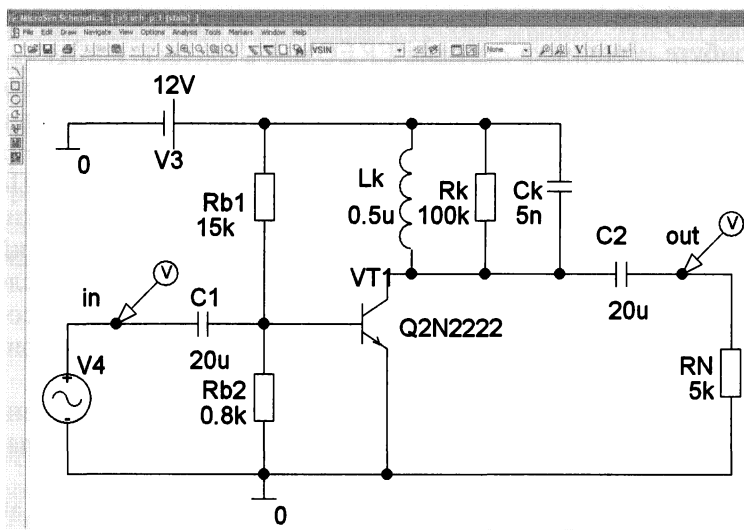 MicroSim Schematics
File Edit Draw Navigate View Options Analysis Tools Markers Window Help
VSIN
None
V
I
12V
V3
0
Rb1
15k
Lk
0.5u
Rk
100k
Ck
5n
C2
20u
out
V
VT1
Q2N2222
in
V
C1
20u
V4
Rb2
0.8k
RN
5k
0